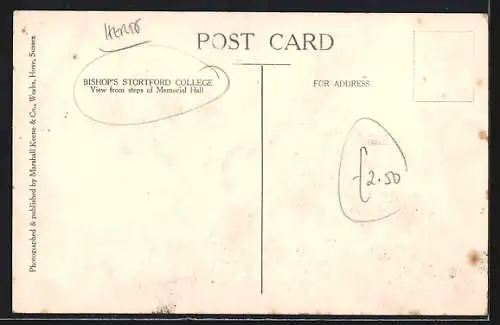 HERTS
POST CARD
BISHOP'S STORTFORD COLLEGE
View from steps of Memorial Hall
FOR ADDRESS
£2.50
Photographed & published by Marshall Keene & Co., Works, Hove, Sussex